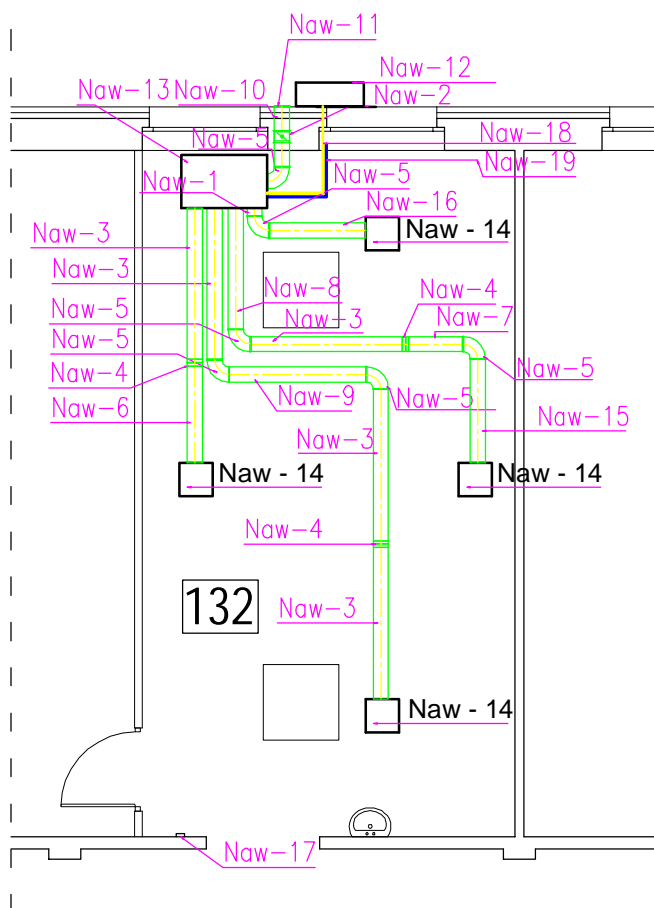 Naw-11
Naw-12
Naw-13
Naw-10
Naw-2
Naw-5
Naw-18
Naw-19
Naw-1
Naw-5
Naw-16
Naw-3
Naw - 14
Naw-3
Naw-8
Naw-4
Naw-5
Naw-3
Naw-7
Naw-5
Naw-4
Naw-5
Naw-6
Naw-9
Naw-5
Naw-15
Naw-3
Naw - 14
Naw - 14
Naw-4
132
Naw-3
Naw - 14
Naw-17